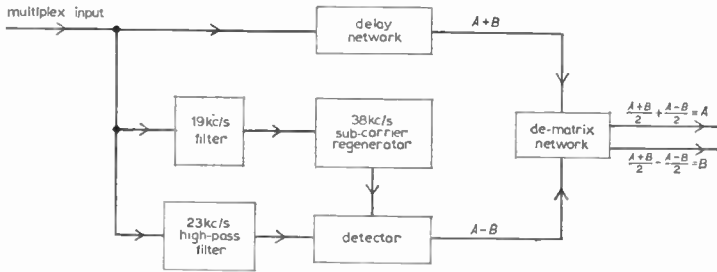 multiplex input
delay
network
A+B
19kc/s
filter
38kc/s
sub-carrier
regenerator
de-matrix
network
A+B/2 + A−B/2 = A
A+B/2 − A−B/2 = B
23kc/s
high-pass
filter
detector
A−B